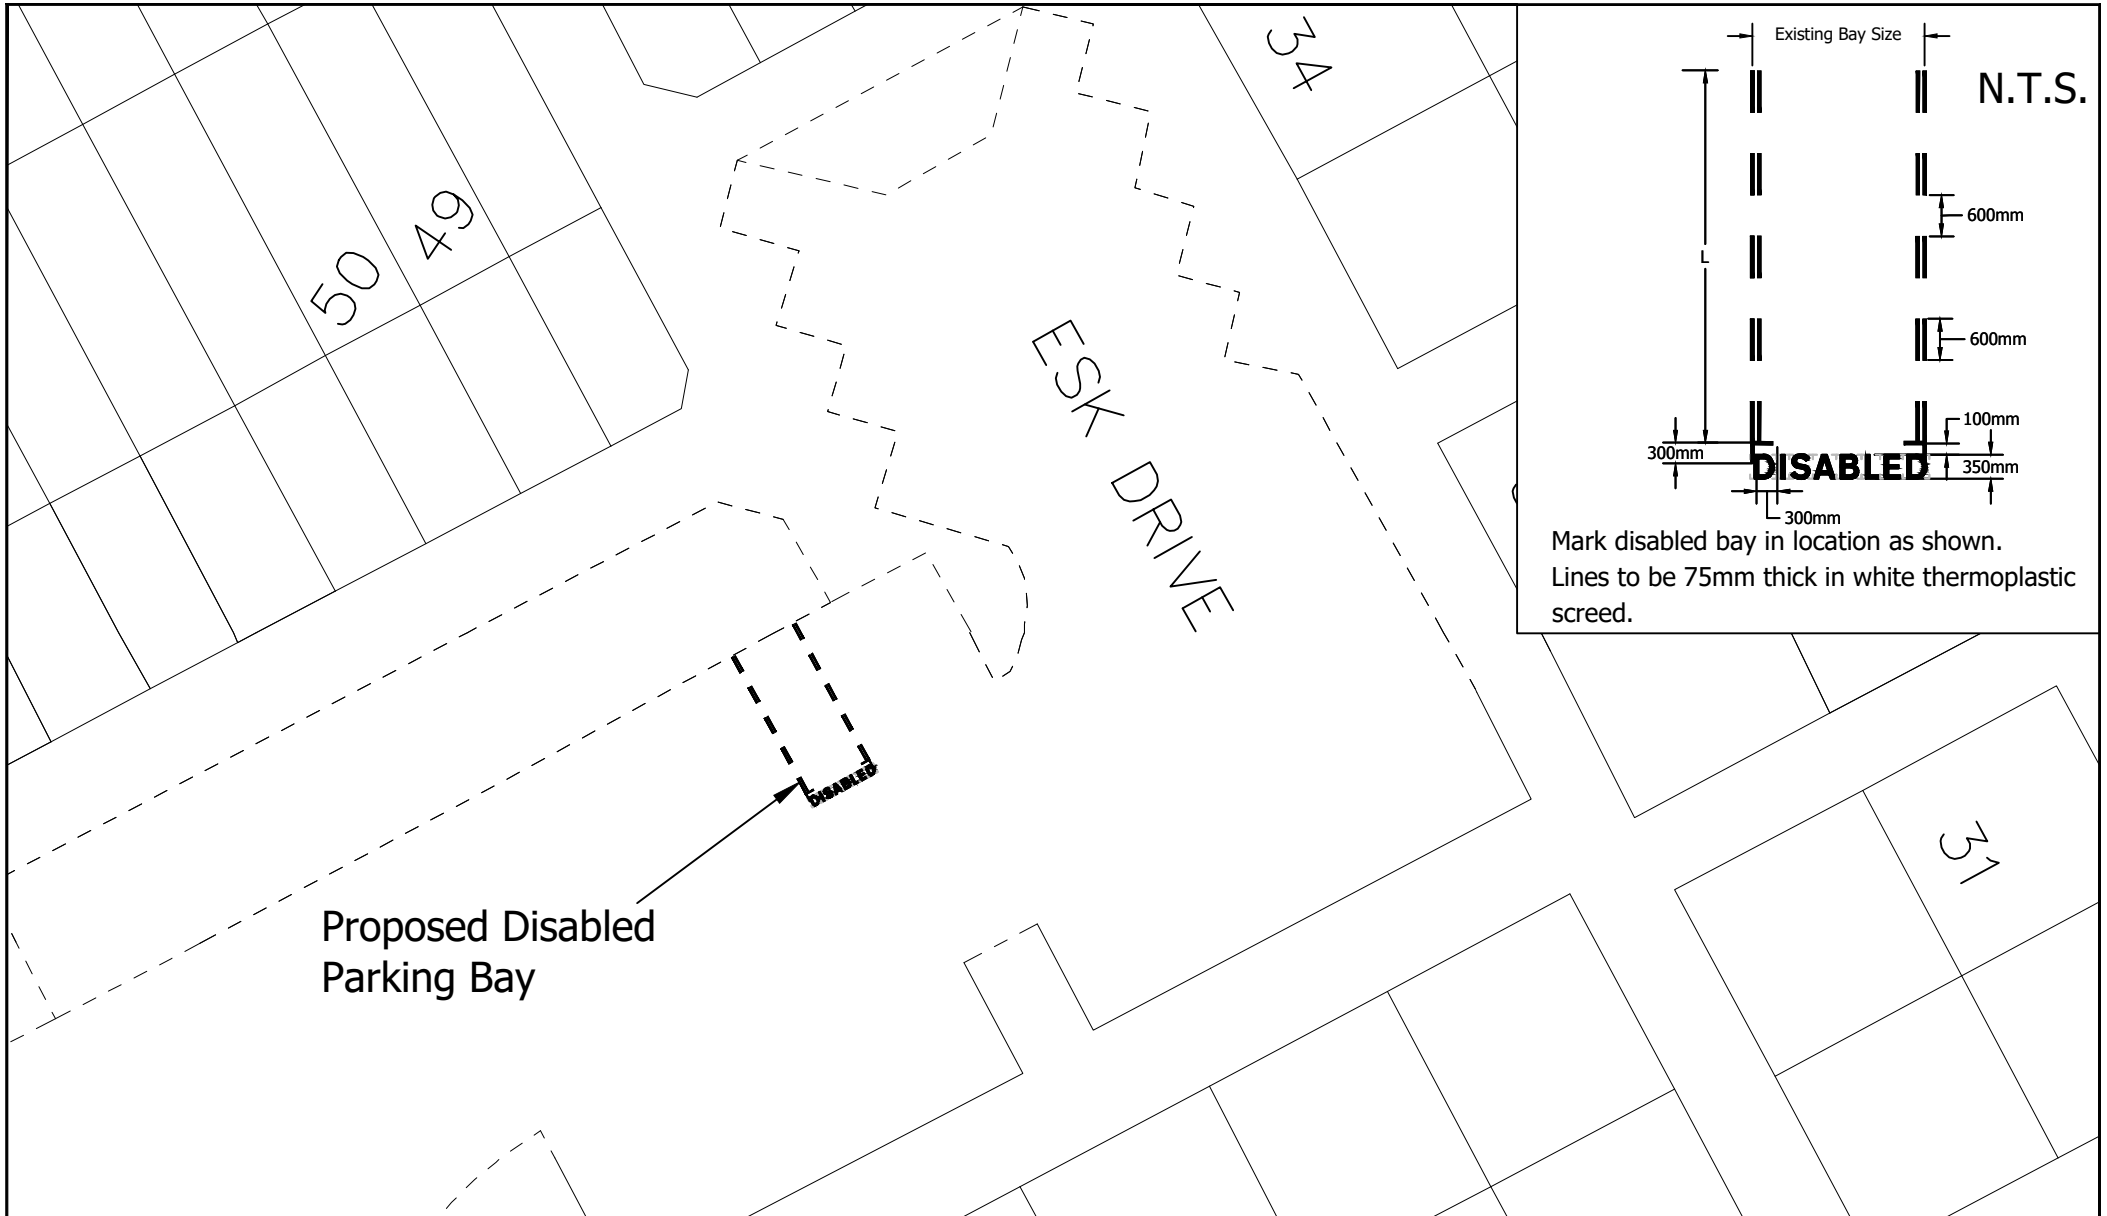 Existing Bay Size
N.T.S.
600mm
L
600mm
100mm
300mm
DISABLED
350mm
300mm
Mark disabled bay in location as shown.
Lines to be 75mm thick in white thermoplastic
screed.
34
49
50
ESK DRIVE
DISABLED
31
Proposed Disabled
Parking Bay